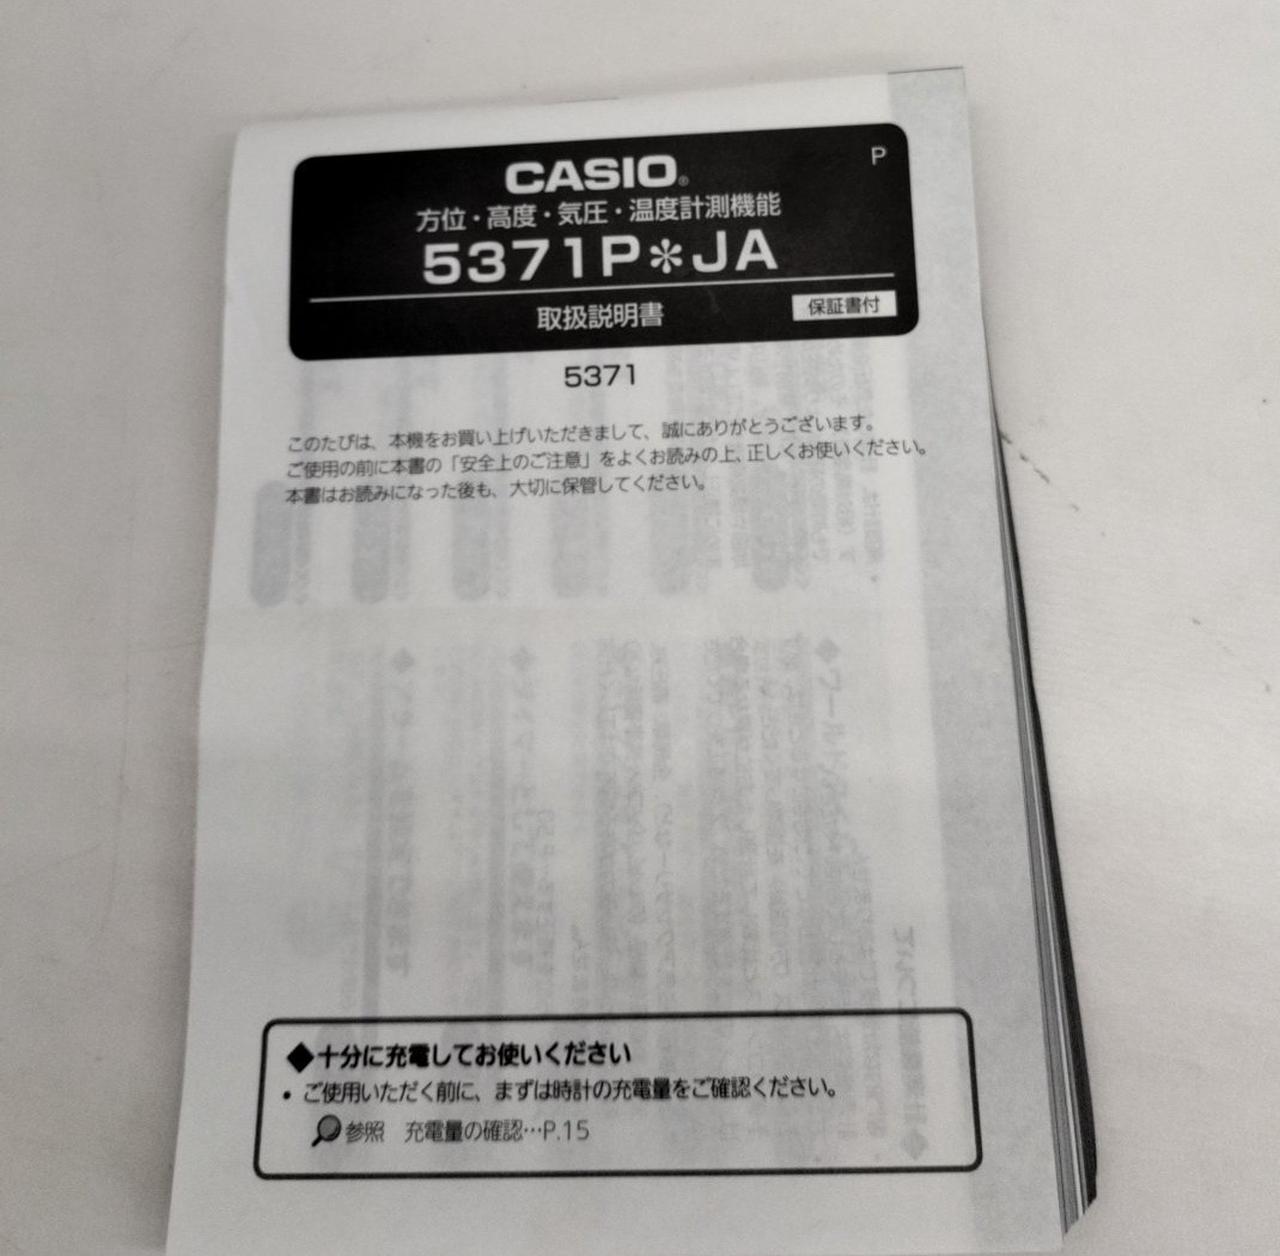 CASIO®
P
方位・高度・気圧・温度計測機能
5371P✻JA
取扱説明書
保証書付
5371
このたびは、本機をお買い上げいただきまして、誠にありがとうございます。
ご使用の前に本書の「安全上のご注意」をよくお読みの上、正しくお使いください。
本書はお読みになった後も、大切に保管してください。
◆十分に充電してお使いください
• ご使用いただく前に、まずは時計の充電量をご確認ください。
参照 充電量の確認…P.15